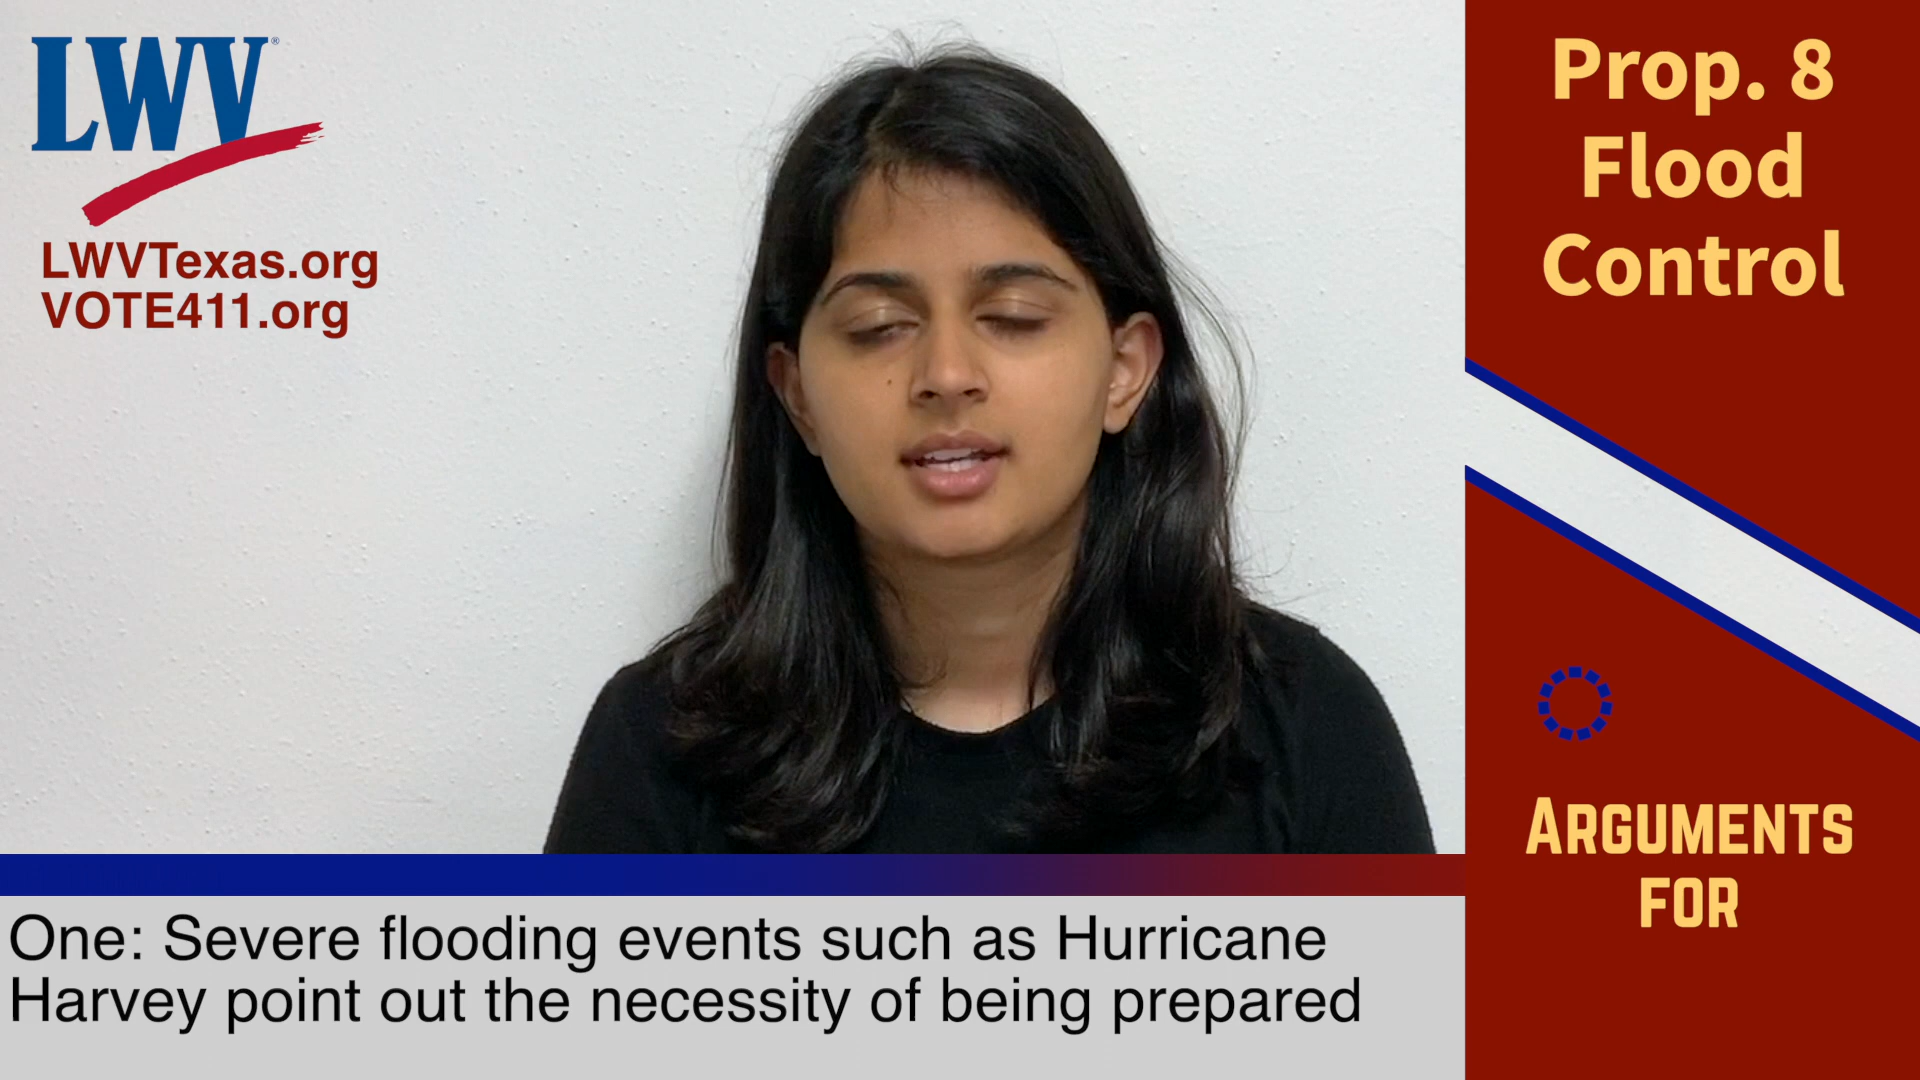 LWV®
LWVTexas.org
VOTE411.org
Prop. 8
Flood
Control
ARGUMENTS
FOR
One: Severe flooding events such as Hurricane
Harvey point out the necessity of being prepared